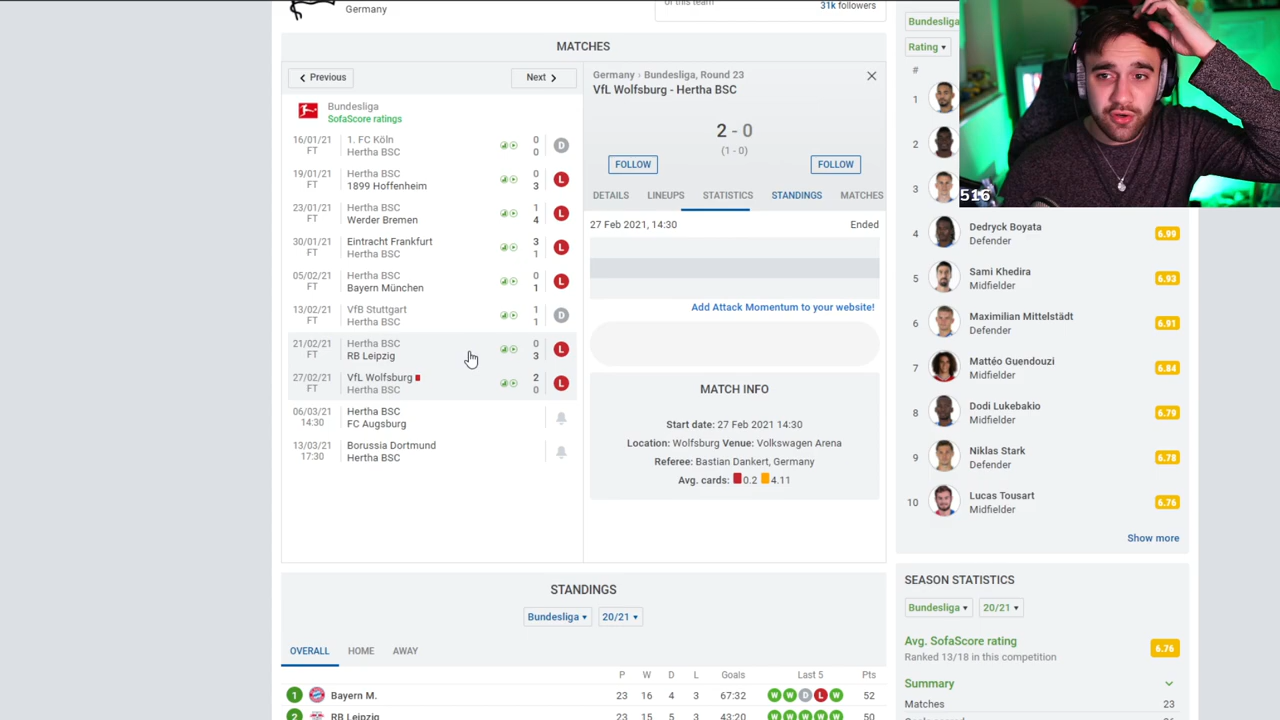 Germany
of this team
31k followers
MATCHES
Previous
Next
Bundesliga
SofaScore ratings
16/01/21 1. FC Köln 0
FT Hertha BSC 0 D
19/01/21 Hertha BSC 0
FT 1899 Hoffenheim 3 L
23/01/21 Hertha BSC 1
FT Werder Bremen 4 L
30/01/21 Eintracht Frankfurt 3
FT Hertha BSC 1 L
05/02/21 Hertha BSC 0
FT Bayern München 1 L
13/02/21 VfB Stuttgart 1
FT Hertha BSC 1 D
21/02/21 Hertha BSC 0
FT RB Leipzig 3 L
27/02/21 VfL Wolfsburg 2
FT Hertha BSC 0 L
06/03/21 Hertha BSC
14:30 FC Augsburg
13/03/21 Borussia Dortmund
17:30 Hertha BSC
Germany › Bundesliga, Round 23
VfL Wolfsburg - Hertha BSC
2 - 0
(1 - 0)
FOLLOW FOLLOW
DETAILS LINEUPS STATISTICS STANDINGS MATCHES
27 Feb 2021, 14:30 Ended
Add Attack Momentum to your website!
MATCH INFO
Start date: 27 Feb 2021 14:30
Location: Wolfsburg Venue: Volkswagen Arena
Referee: Bastian Dankert, Germany
Avg. cards: 0.2 4.11
STANDINGS
Bundesliga 20/21
OVERALL HOME AWAY
P W D L Goals Last 5 Pts
1 Bayern M. 23 16 4 3 67:32 W W D L W 52
2 RB Leipzig 23 15 5 3 43:20 W W W W W 50
Bundesliga
Rating
#
1
2
3
516
4 Dedryck Boyata 6.99
Defender
5 Sami Khedira 6.93
Midfielder
6 Maximilian Mittelstädt 6.91
Defender
7 Mattéo Guendouzi 6.84
Midfielder
8 Dodi Lukebakio 6.79
Midfielder
9 Niklas Stark 6.78
Defender
10 Lucas Tousart 6.76
Midfielder
Show more
SEASON STATISTICS
Bundesliga 20/21
Avg. SofaScore rating 6.76
Ranked 13/18 in this competition
Summary
Matches 23